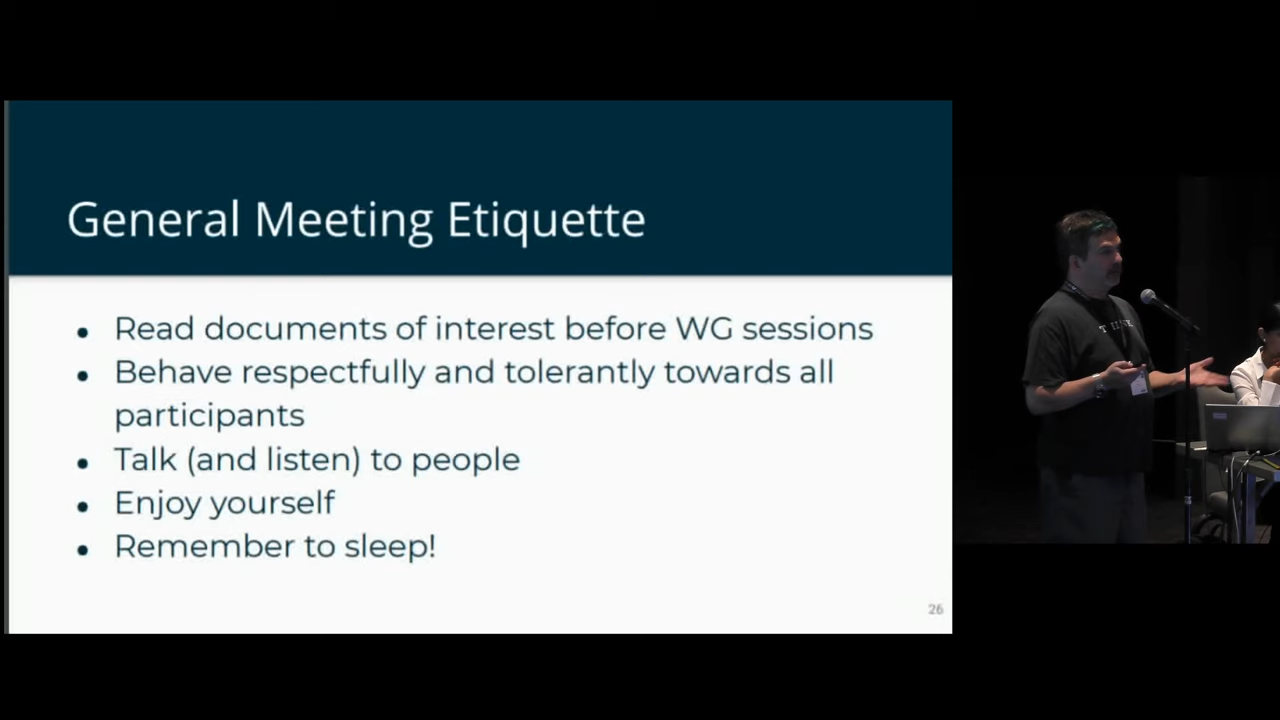 General Meeting Etiquette
• Read documents of interest before WG sessions
• Behave respectfully and tolerantly towards all
participants
• Talk (and listen) to people
• Enjoy yourself
• Remember to sleep!
26